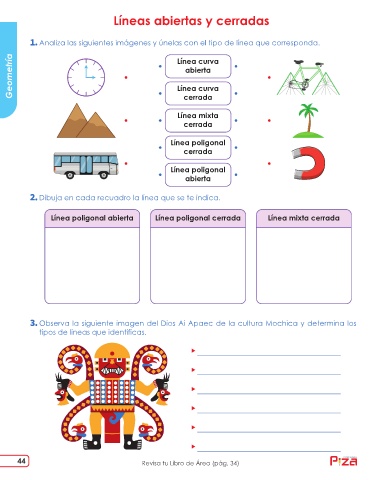 Líneas abiertas y cerradas
Geometría
1. Analiza las siguientes imágenes y únelas con el tipo de línea que corresponda.
Línea curva
abierta
Línea curva
cerrada
Línea mixta
cerrada
Línea poligonal
cerrada
Línea poligonal
abierta
2. Dibuja en cada recuadro la línea que se te indica.
Línea poligonal abierta Línea poligonal cerrada Línea mixta cerrada
3. Observa la siguiente imagen del Dios Ai Apaec de la cultura Mochica y determina los
tipos de líneas que identificas.
44
Revisa tu Libro de Área (pág. 34)